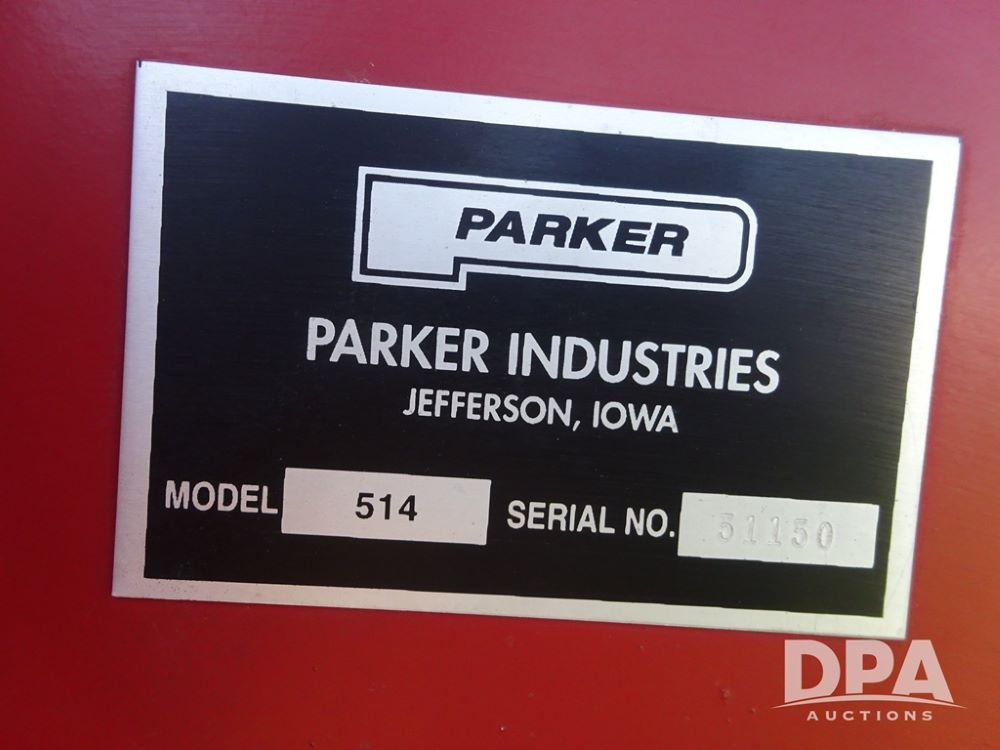 PARKER
PARKER INDUSTRIES
JEFFERSON, IOWA
MODEL 514 SERIAL NO. 51150
DPA
AUCTIONS